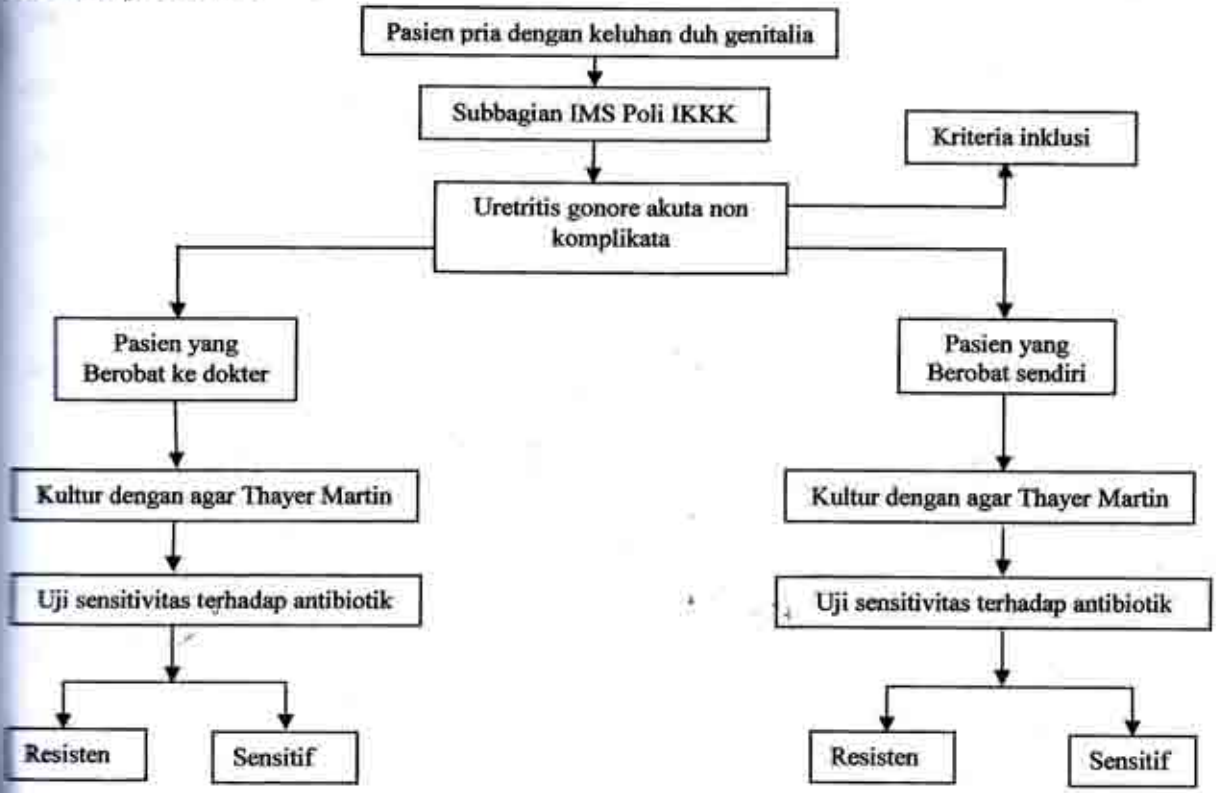 Pasien pria dengan keluhan duh genitalia
Subbagian IMS Poli IKKK
Kriteria inklusi
Uretritis gonore akuta non
komplikata
Pasien yang
Berobat ke dokter
Pasien yang
Berobat sendiri
Kultur dengan agar Thayer Martin
Kultur dengan agar Thayer Martin
Uji sensitivitas terhadap antibiotik
Uji sensitivitas terhadap antibiotik
Resisten
Sensitif
Resisten
Sensitif